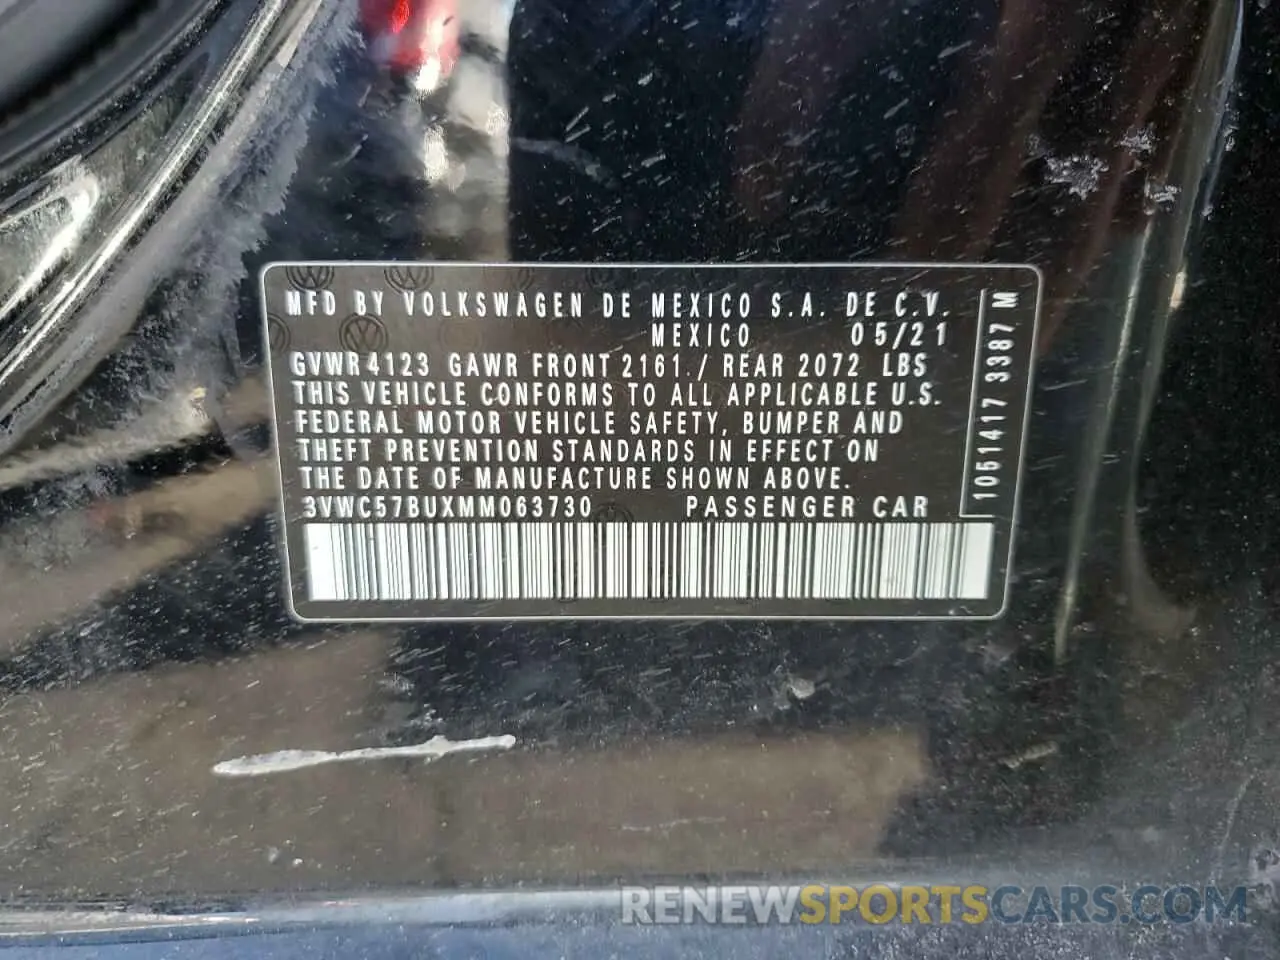 MFD BY VOLKSWAGEN DE MEXICO S.A. DE C.V.
MEXICO 05/21
GVWR 4123 GAWR FRONT 2161 / REAR 2072 LBS
THIS VEHICLE CONFORMS TO ALL APPLICABLE U.S.
FEDERAL MOTOR VEHICLE SAFETY, BUMPER AND
THEFT PREVENTION STANDARDS IN EFFECT ON
THE DATE OF MANUFACTURE SHOWN ABOVE.
3VWC57BUXMM063730 PASSENGER CAR
1051417 3387 M
RENEWSPORTSCARS.COM